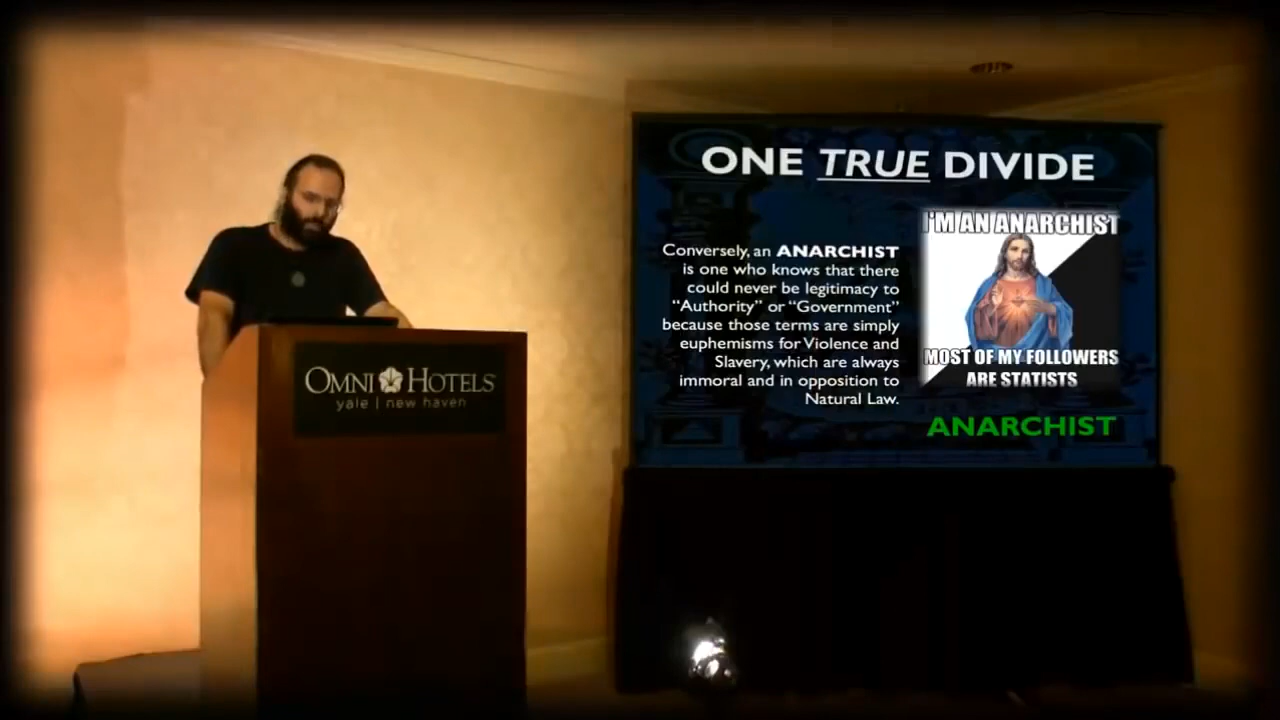 OMNI HOTELS
yale | new haven
ONE TRUE DIVIDE
Conversely, an ANARCHIST
is one who knows that there
could never be legitimacy to
“Authority” or “Government”
because those terms are simply
euphemisms for Violence and
Slavery, which are always
immoral and in opposition to
Natural Law.
I'M AN ANARCHIST
MOST OF MY FOLLOWERS
ARE STATISTS
ANARCHIST